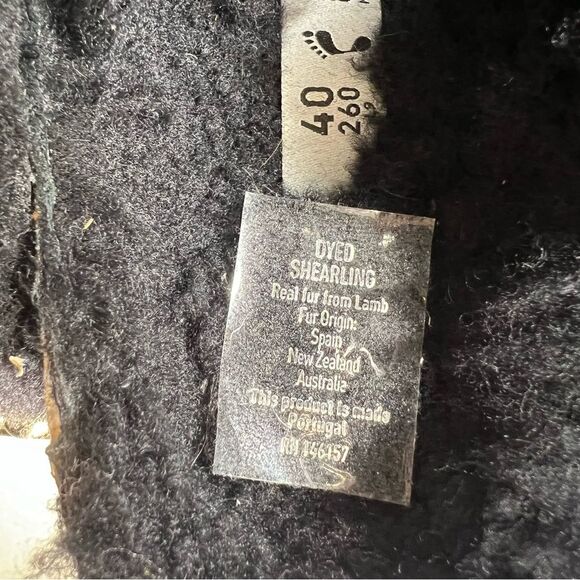 40
260
9
DYED
SHEARLING
Real fur from Lamb
Fur Origin:
Spain
New Zealand
Australia
This product is made
Portugal
RN 146157